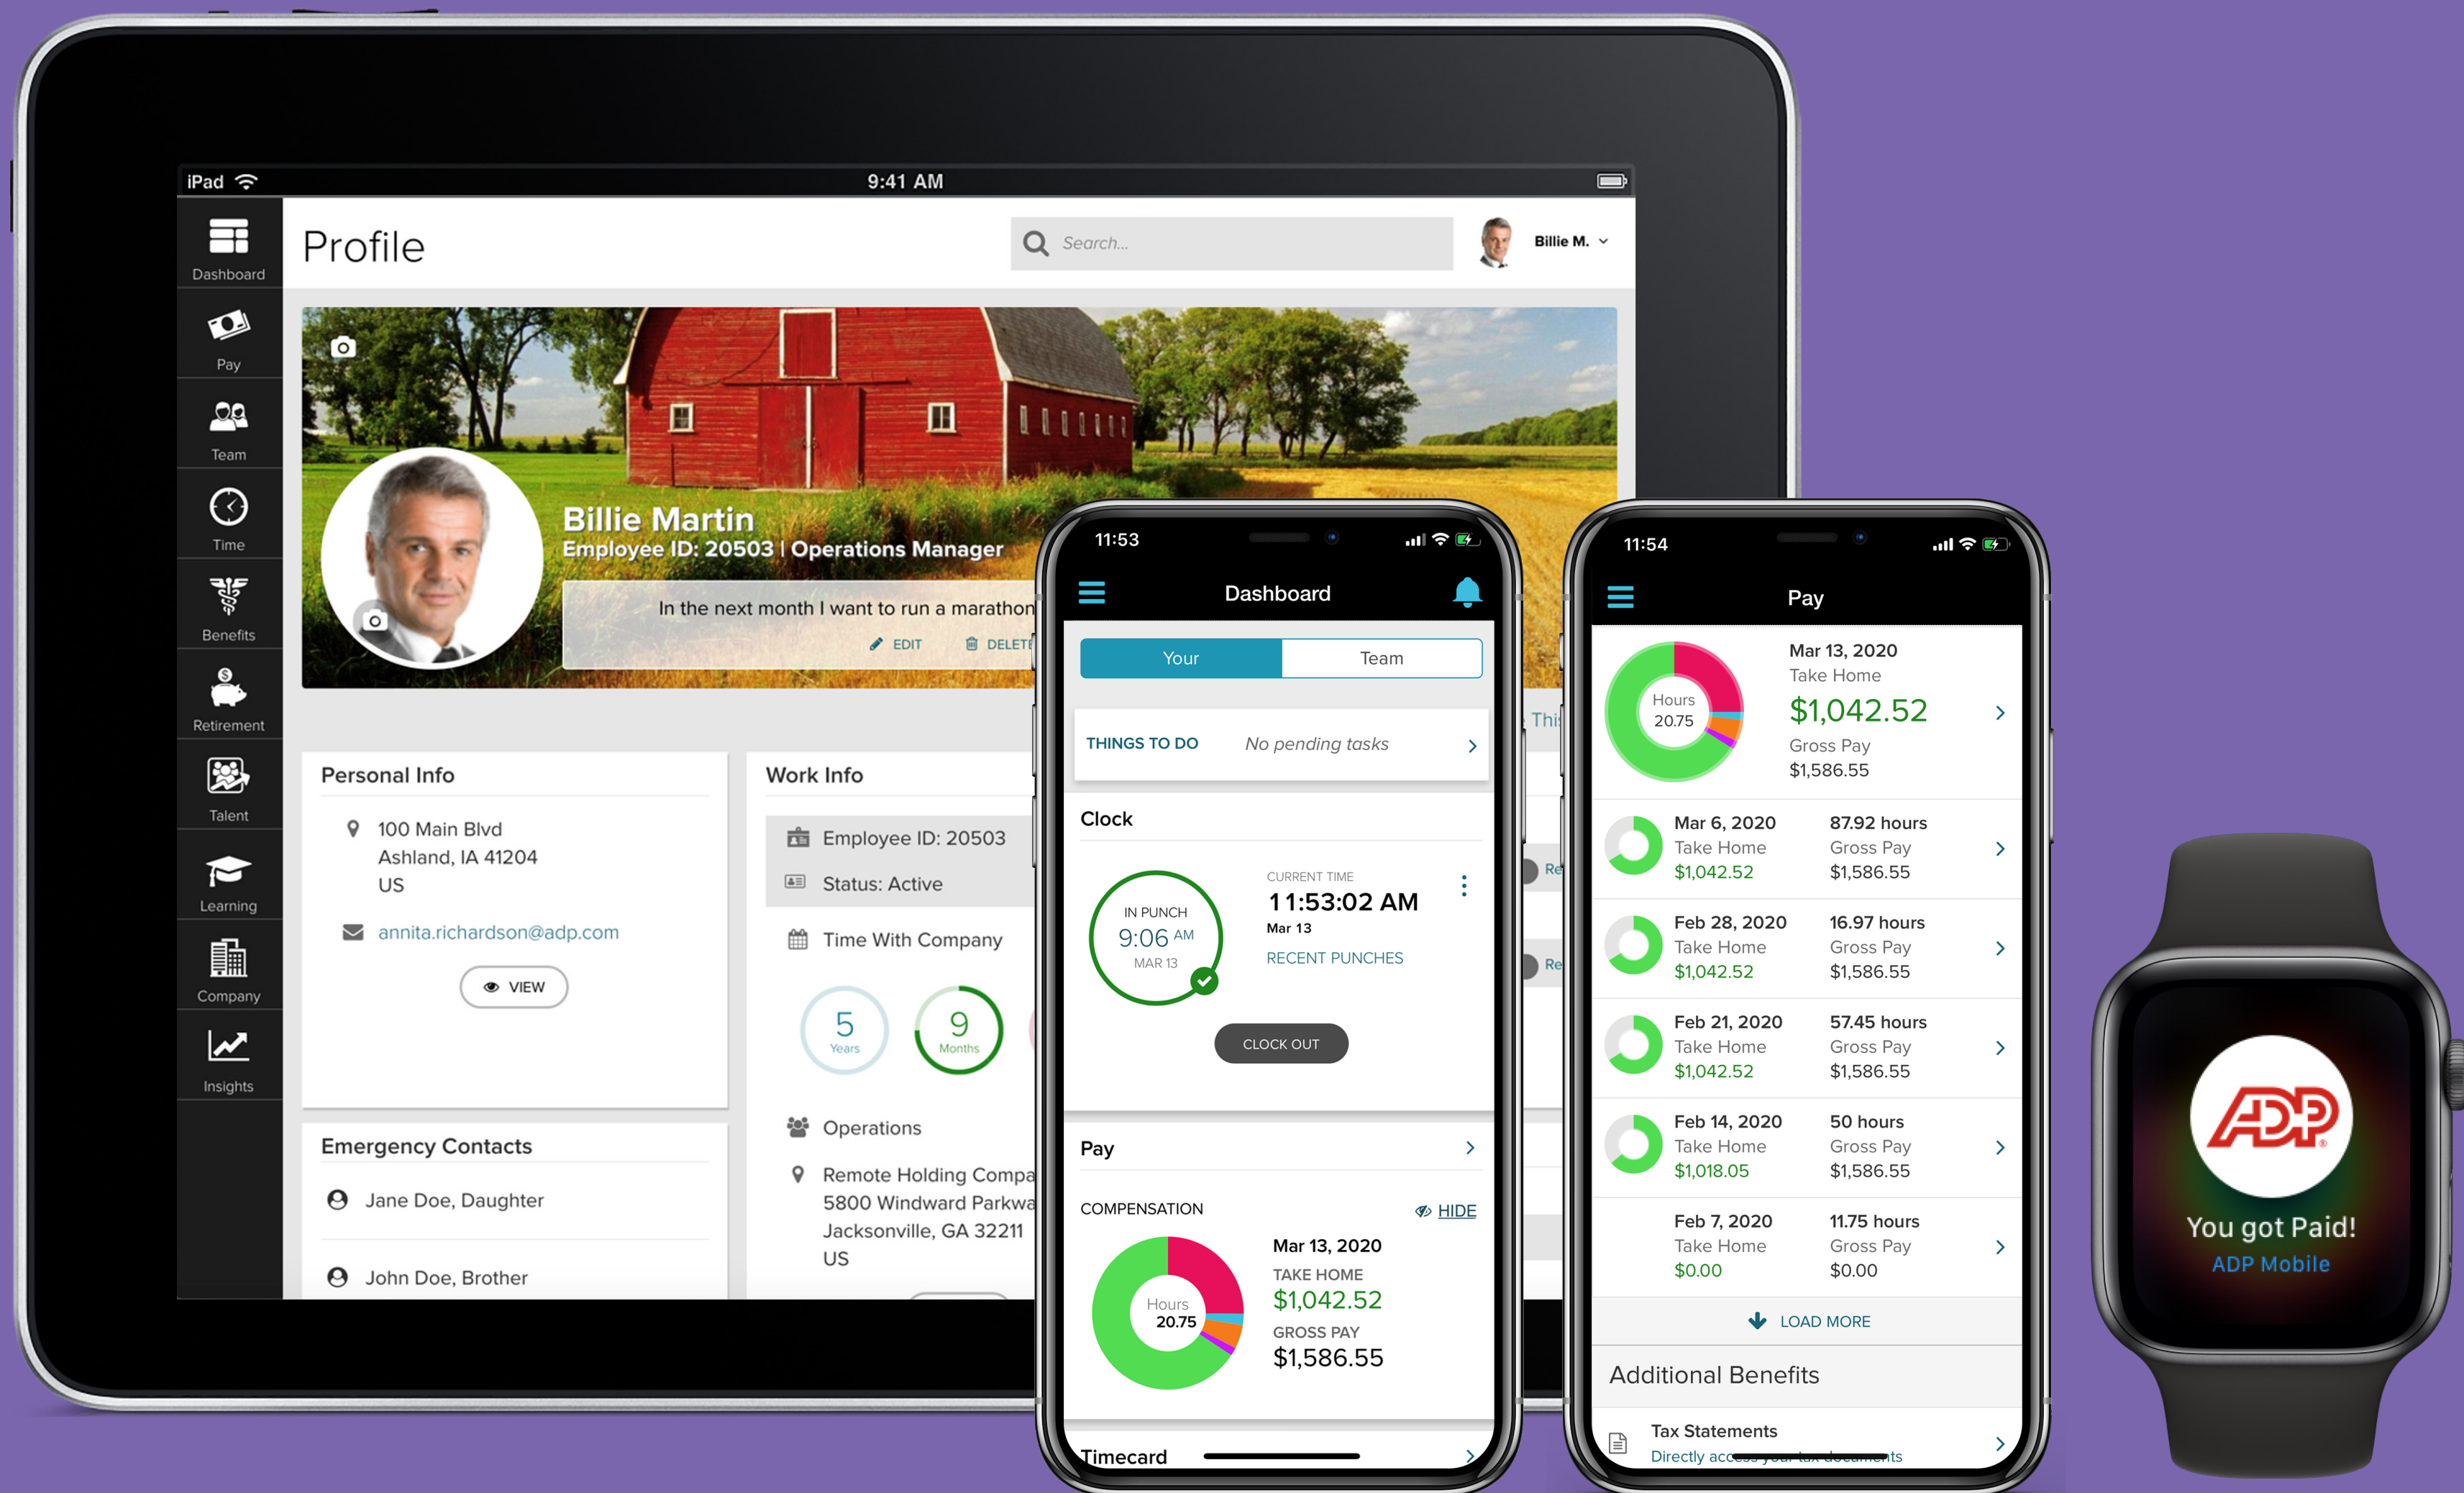 iPad
9:41 AM
Dashboard
Pay
Team
Time
Benefits
Retirement
Talent
Learning
Company
Insights
Profile
Search...
Billie M.
Billie Martin
Employee ID: 20503 | Operations Manager
In the next month I want to run a marathon
EDIT
DELETE
This
Personal Info
100 Main Blvd
Ashland, IA 41204
US
annita.richardson@adp.com
VIEW
Emergency Contacts
Jane Doe, Daughter
John Doe, Brother
Work Info
Employee ID: 20503
Status: Active
Time With Company
5
Years
9
Months
Operations
Remote Holding Compa
5800 Windward Parkwa
Jacksonville, GA 32211
US
Re
Re
11:53
Dashboard
Your
Team
THINGS TO DO
No pending tasks
Clock
IN PUNCH
9:06 AM
MAR 13
CURRENT TIME
11:53:02 AM
Mar 13
RECENT PUNCHES
CLOCK OUT
Pay
COMPENSATION
HIDE
Hours
20.75
Mar 13, 2020
TAKE HOME
$1,042.52
GROSS PAY
$1,586.55
Timecard
11:54
Pay
Hours
20.75
Mar 13, 2020
Take Home
$1,042.52
Gross Pay
$1,586.55
Mar 6, 2020
Take Home
$1,042.52
87.92 hours
Gross Pay
$1,586.55
Feb 28, 2020
Take Home
$1,042.52
16.97 hours
Gross Pay
$1,586.55
Feb 21, 2020
Take Home
$1,042.52
57.45 hours
Gross Pay
$1,586.55
Feb 14, 2020
Take Home
$1,018.05
50 hours
Gross Pay
$1,586.55
Feb 7, 2020
Take Home
$0.00
11.75 hours
Gross Pay
$0.00
LOAD MORE
Additional Benefits
Tax Statements
Directly access your tax documents
ADP
You got Paid!
ADP Mobile